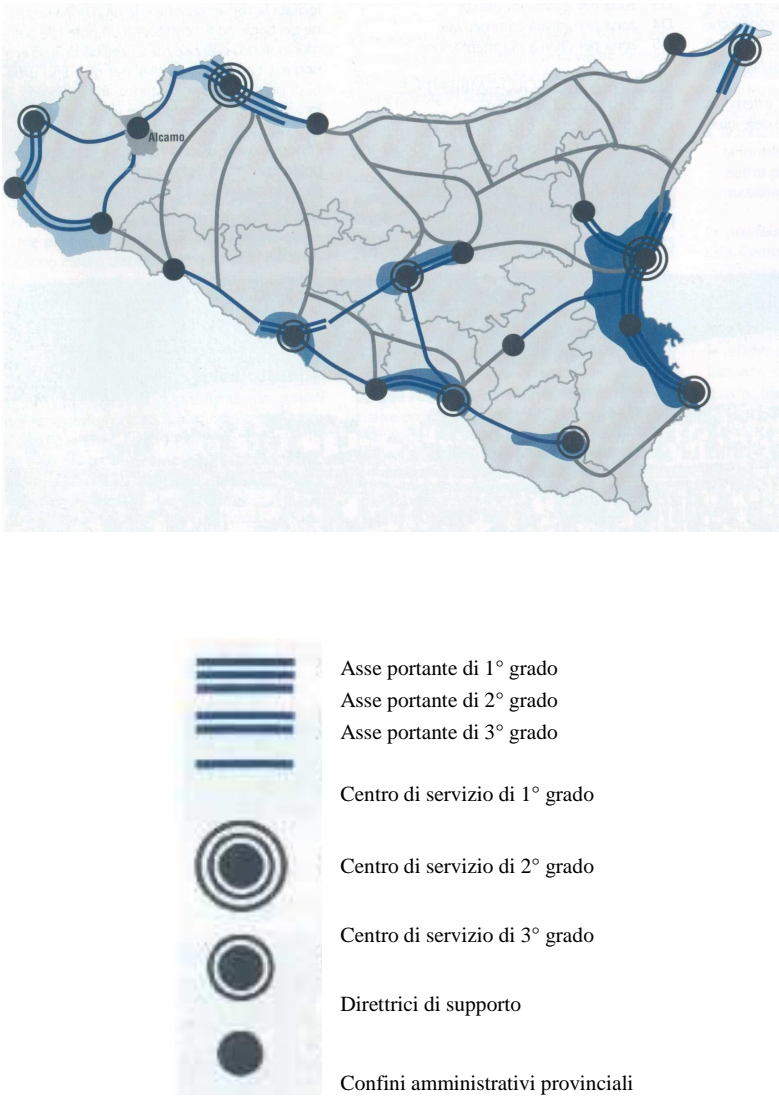 Alcamo
Asse portante di 1° grado
Asse portante di 2° grado
Asse portante di 3° grado
Centro di servizio di 1° grado
Centro di servizio di 2° grado
Centro di servizio di 3° grado
Direttrici di supporto
Confini amministrativi provinciali